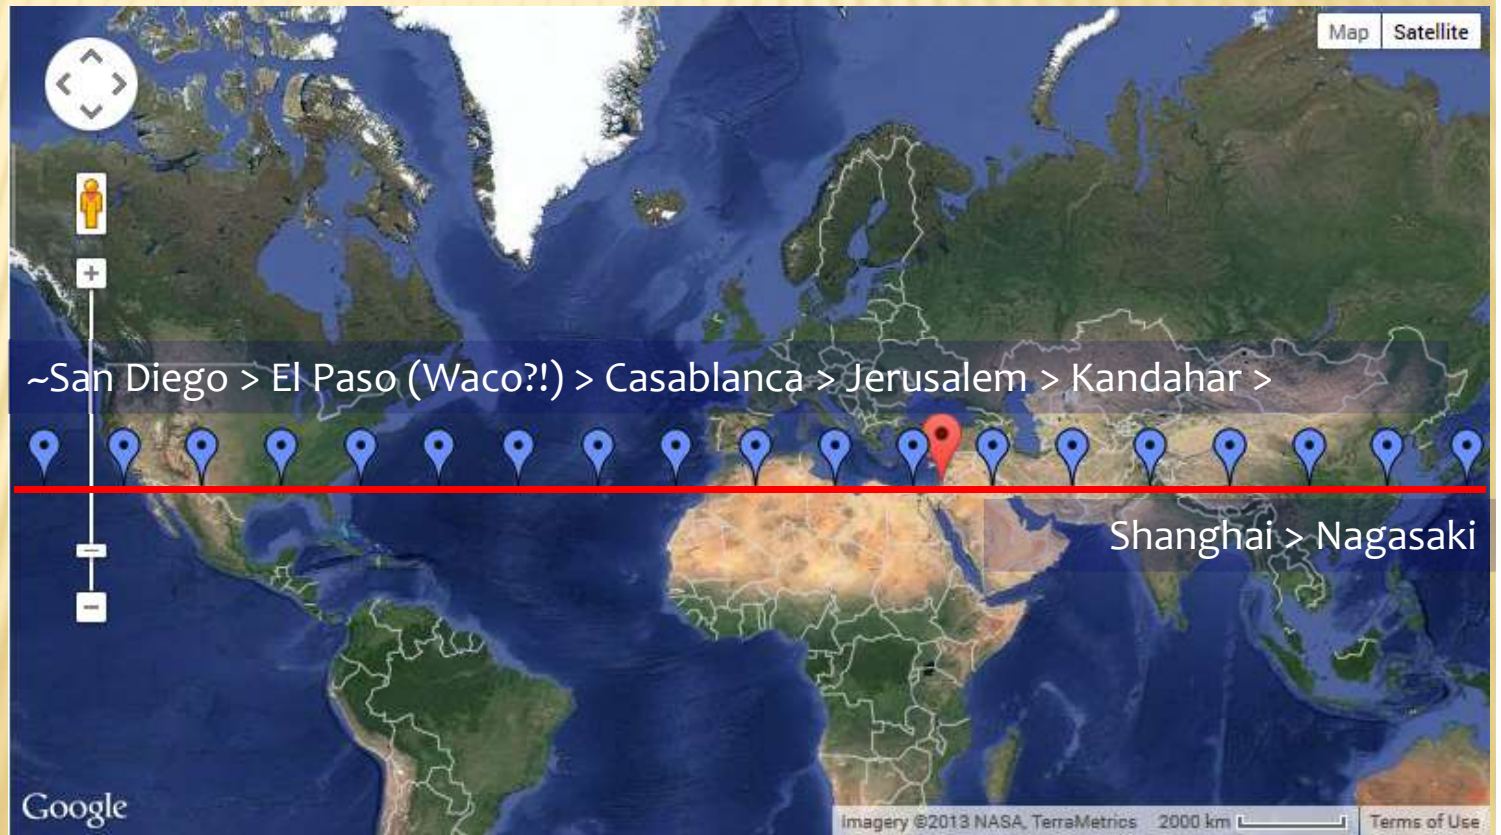 Map Satellite
+
~San Diego > El Paso (Waco?!) > Casablanca > Jerusalem > Kandahar >
Shanghai > Nagasaki
Google
Imagery ©2013 NASA, TerraMetrics 2000 km Terms of Use